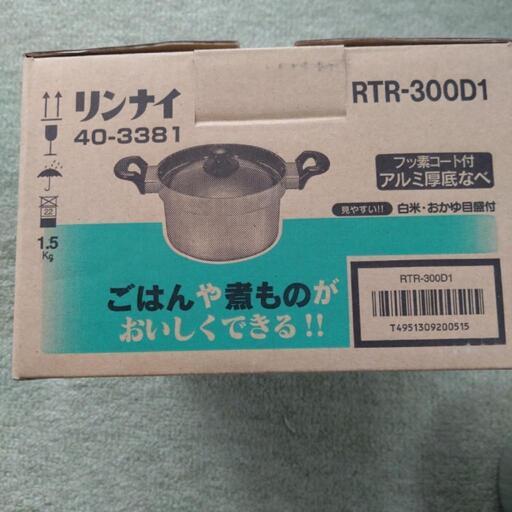 リンナイ
40-3381
RTR-300D1
フッ素コート付
アルミ厚底なべ
見やすい!! 白米・おかゆ目盛付
22
1.5
Kg
RTR-300D1
T4951309200515
ごはんや煮ものが
おいしくできる!!